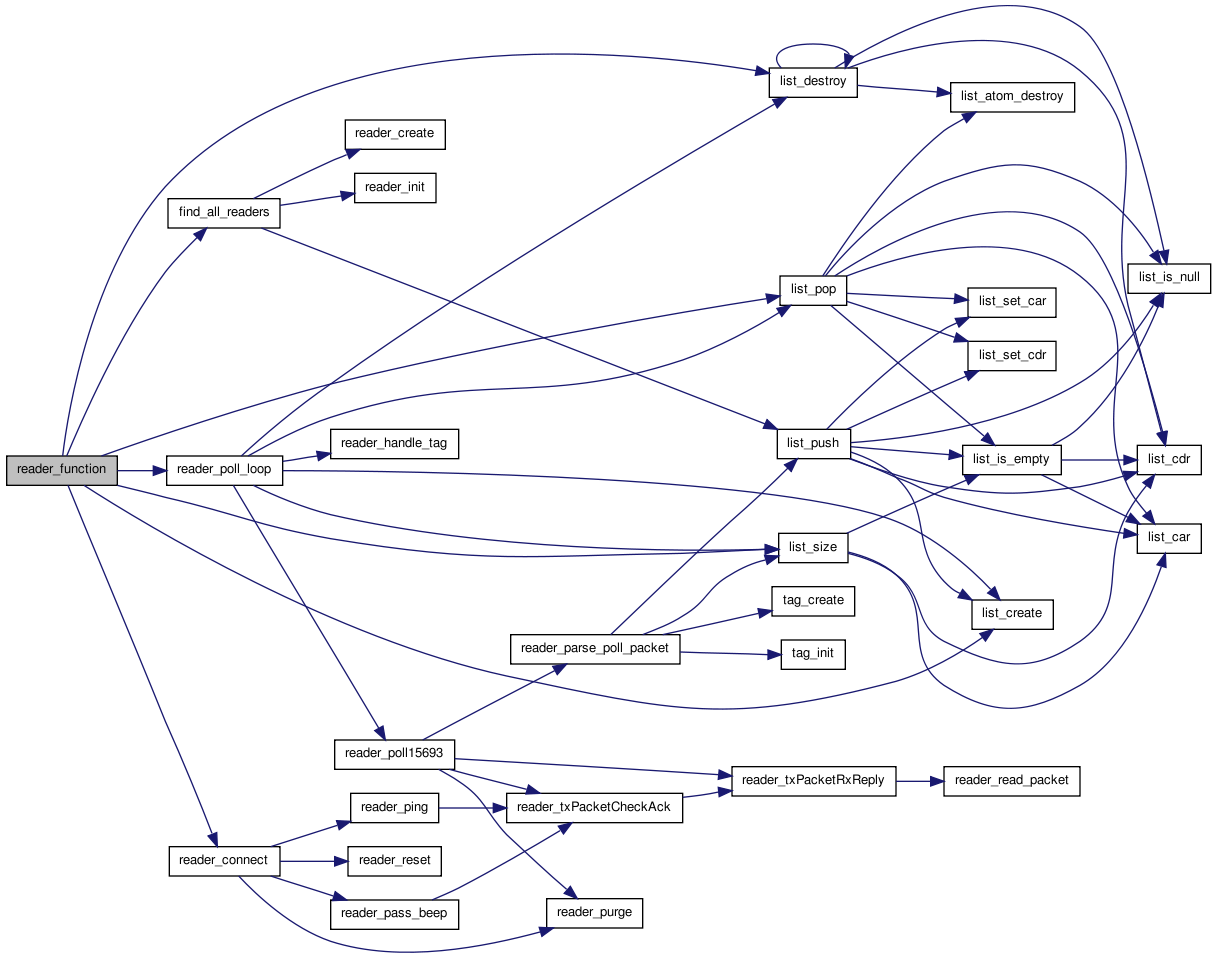 list_destroy
list_atom_destroy
reader_create
reader_init
find_all_readers
list_is_null
list_pop
list_set_car
list_set_cdr
reader_function
reader_poll_loop
reader_handle_tag
list_push
list_is_empty
list_cdr
list_car
list_size
tag_create
list_create
reader_parse_poll_packet
tag_init
reader_poll15693
reader_txPacketRxReply
reader_read_packet
reader_ping
reader_txPacketCheckAck
reader_connect
reader_reset
reader_pass_beep
reader_purge